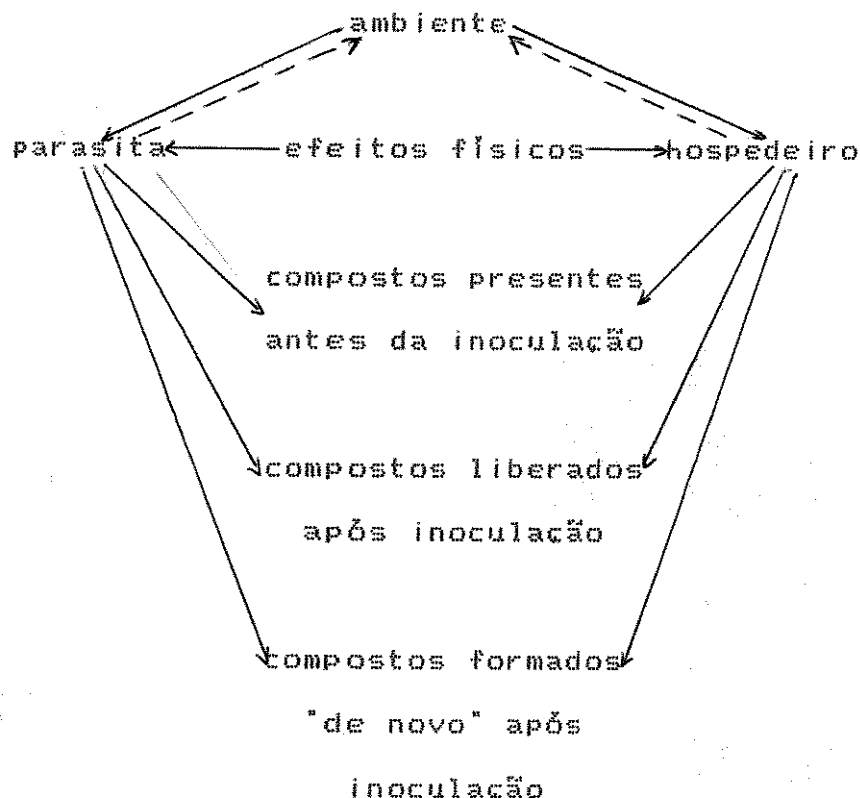 ambiente
parasita efeitos físicos hospedeiro
compostos presentes
antes da inoculação
compostos liberados
após inoculação
compostos formados
"de novo" após
inoculação